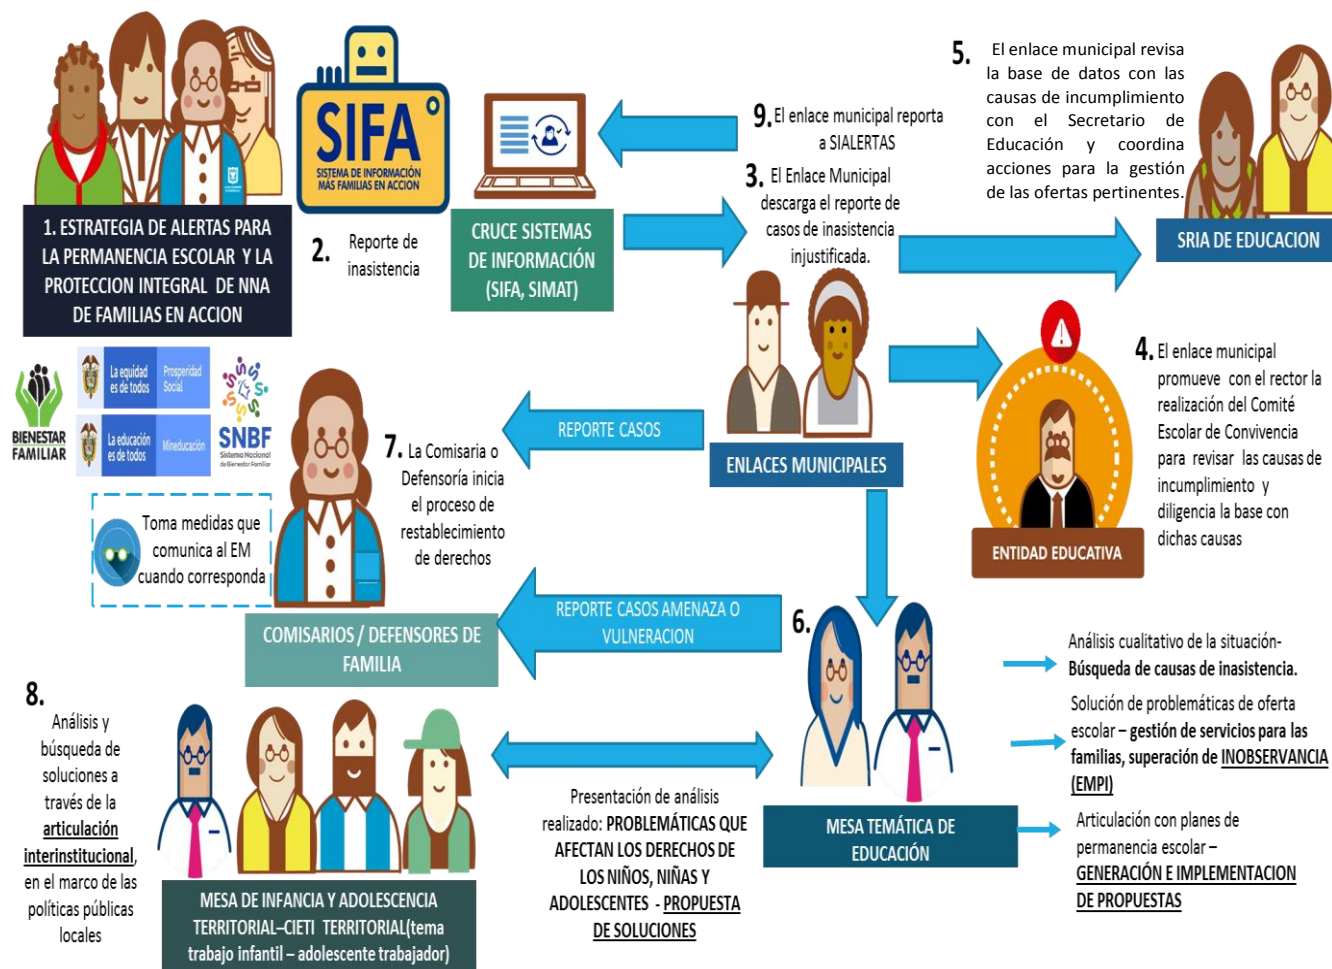 1. ESTRATEGIA DE ALERTAS PARA
LA PERMANENCIA ESCOLAR Y LA
PROTECCION INTEGRAL DE NNA
DE FAMILIAS EN ACCION
SIFA
SISTEMA DE INFORMACIÓN
MÁS FAMILIAS EN ACCION
2. Reporte de
inasistencia
CRUCE SISTEMAS
DE INFORMACIÓN
(SIFA, SIMAT)
9. El enlace municipal reporta
a SIALERTAS
3. El Enlace Municipal
descarga el reporte de
casos de inasistencia
injustificada.
5. El enlace municipal revisa
la base de datos con las
causas de incumplimiento
con el Secretario de
Educación y coordina
acciones para la gestión
de las ofertas pertinentes.
SRIA DE EDUCACION
4. El enlace municipal
promueve con el rector la
realización del Comité
Escolar de Convivencia
para revisar las causas de
incumplimiento y
diligencia la base con
dichas causas
ENTIDAD EDUCATIVA
ENLACES MUNICIPALES
REPORTE CASOS
BIENESTAR
FAMILIAR
La equidad
es de todos
Prosperidad
Social
La educación
es de todos
Mineducación
SNBF
Sistema Nacional
de Bienestar Familiar
7. La Comisaria o
Defensoría inicia
el proceso de
restablecimiento
de derechos
Toma medidas que
comunica al EM
cuando corresponda
COMISARIOS / DEFENSORES DE
FAMILIA
REPORTE CASOS AMENAZA O
VULNERACION
6.
MESA TEMÁTICA DE
EDUCACIÓN
Análisis cualitativo de la situación-
Búsqueda de causas de inasistencia.
Solución de problemáticas de oferta
escolar – gestión de servicios para las
familias, superación de INOBSERVANCIA
(EMPI)
Articulación con planes de
permanencia escolar –
GENERACIÓN E IMPLEMENTACION
DE PROPUESTAS
8.
Análisis y
búsqueda de
soluciones a
través de la
articulación
interinstitucional,
en el marco de las
políticas públicas
locales
MESA DE INFANCIA Y ADOLESCENCIA
TERRITORIAL–CIETI TERRITORIAL(tema
trabajo infantil – adolescente trabajador)
Presentación de análisis
realizado: PROBLEMÁTICAS QUE
AFECTAN LOS DERECHOS DE
LOS NIÑOS, NIÑAS Y
ADOLESCENTES - PROPUESTA
DE SOLUCIONES